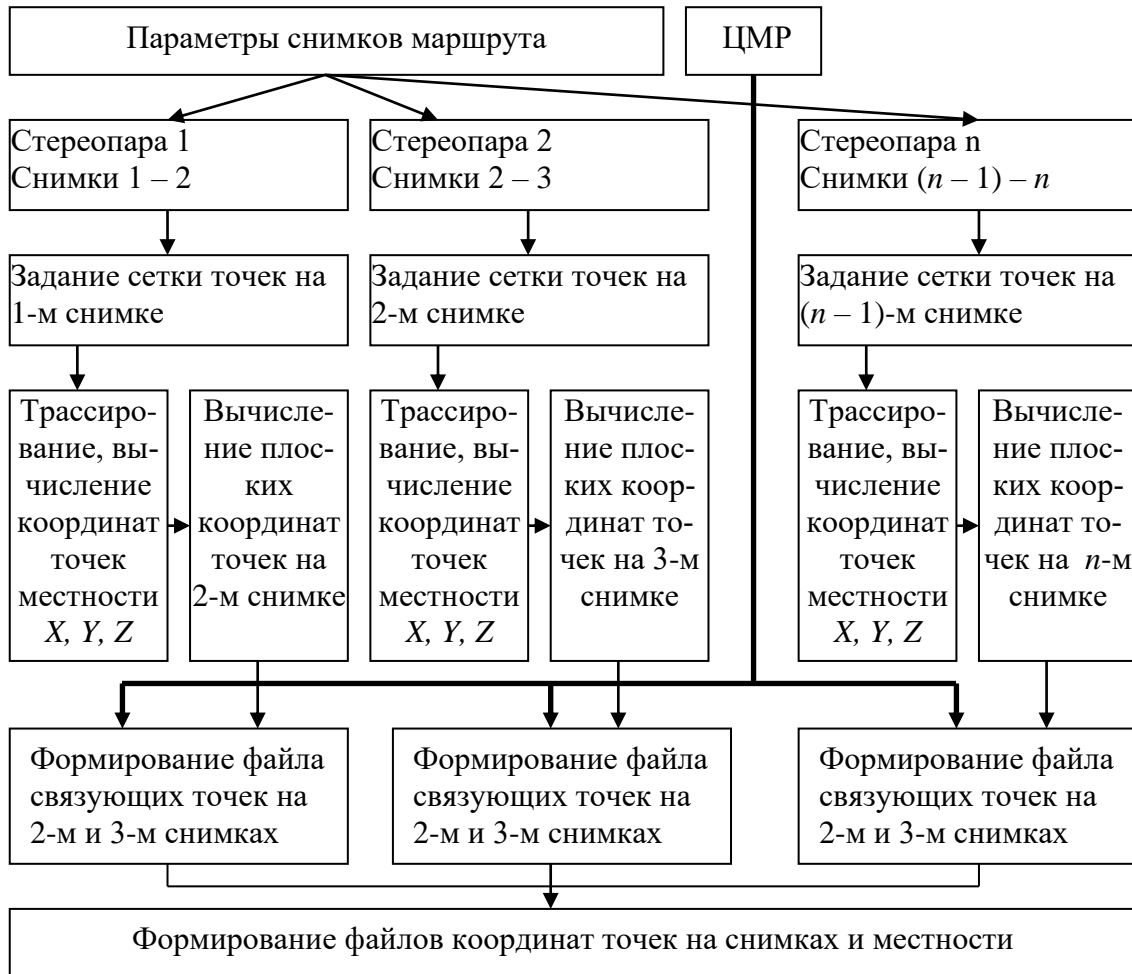 Параметры снимков маршрута
ЦМР
Стереопара 1
Снимки 1 – 2
Стереопара 2
Снимки 2 – 3
Стереопара n
Снимки (n – 1) – n
Задание сетки точек на
1-м снимке
Задание сетки точек на
2-м снимке
Задание сетки точек на
(n – 1)-м снимке
Трассиро-
вание, вы-
числение
координат
точек
местности
X, Y, Z
Вычисле-
ние плос-
ких
координат
точек на
2-м снимке
Трассиро-
вание, вы-
числение
координат
точек
местности
X, Y, Z
Вычисле-
ние плос-
ких коор-
динат то-
чек на 3-м
снимке
Трассиро-
вание, вы-
числение
координат
точек
местности
X, Y, Z
Вычисле-
ние плос-
ких коор-
динат то-
чек на n-м
снимке
Формирование файла
связующих точек на
2-м и 3-м снимках
Формирование файла
связующих точек на
2-м и 3-м снимках
Формирование файла
связующих точек на
2-м и 3-м снимках
Формирование файлов координат точек на снимках и местности